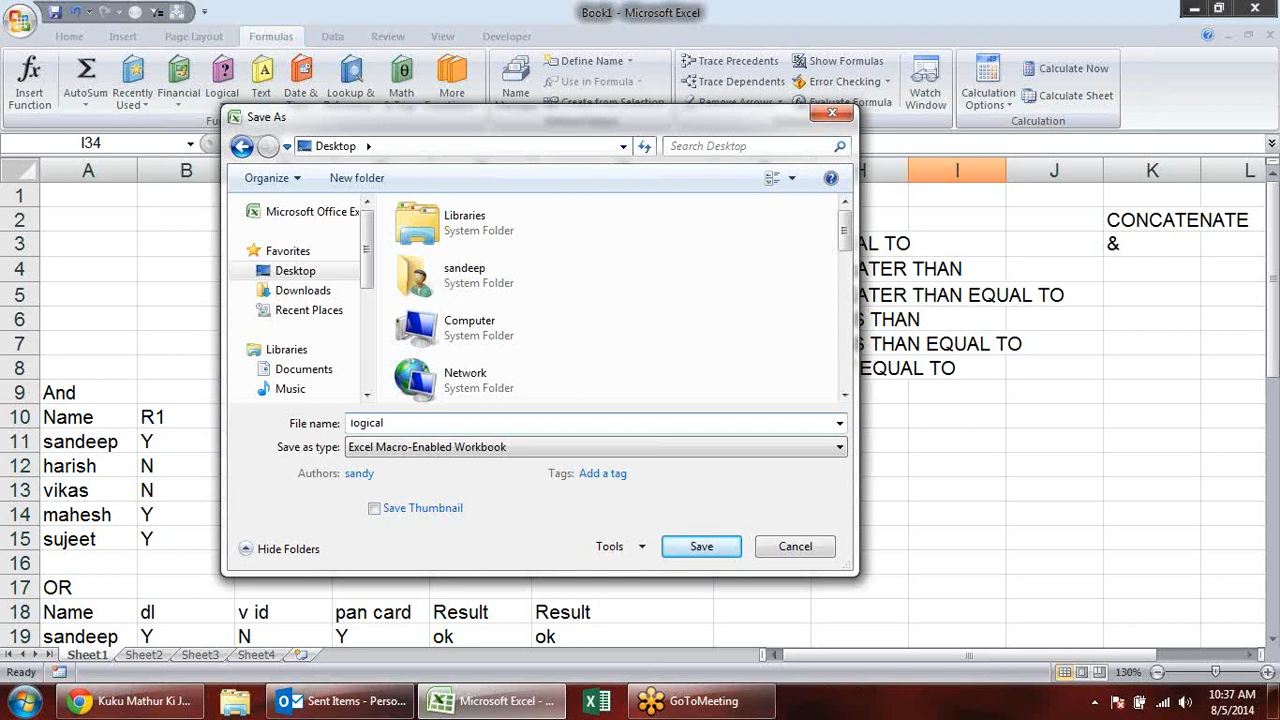 Book1 - Microsoft Excel
Home Insert Page Layout Formulas Data Review View Developer
Insert Function
AutoSum
Recently Used
Financial
Logical
Text
Date &
Lookup &
Math &
More
Name
Define Name
Use in Formula
Create from Selection
Trace Precedents
Trace Dependents
Remove Arrows
Show Formulas
Error Checking
Evaluate Formula
Watch Window
Calculation Options
Calculate Now
Calculate Sheet
Calculation
I34
Save As
Desktop
Search Desktop
Organize
New folder
Microsoft Office Ex
Favorites
Desktop
Downloads
Recent Places
Libraries
Documents
Music
Libraries
System Folder
sandeep
System Folder
Computer
System Folder
Network
System Folder
File name: logical
Save as type: Excel Macro-Enabled Workbook
Authors: sandy
Tags: Add a tag
Save Thumbnail
Hide Folders
Tools
Save
Cancel
A B H I J K L
1
2 CONCATENATE
3 AL TO &
4 ATER THAN
5 ATER THAN EQUAL TO
6 S THAN
7 S THAN EQUAL TO
8 EQUAL TO
9 And
10 Name R1
11 sandeep Y
12 harish N
13 vikas N
14 mahesh Y
15 sujeet Y
16
17 OR
18 Name dl v id pan card Result Result
19 sandeep Y N Y ok ok
Sheet1 Sheet2 Sheet3 Sheet4
Ready
130%
Kuku Mathur Ki J...
Sent Items - Perso...
Microsoft Excel - ...
GoToMeeting
10:37 AM
8/5/2014